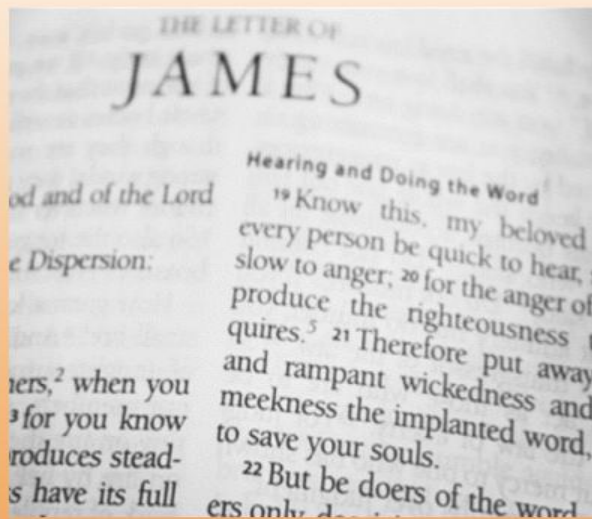 THE LETTER OF
JAMES
od and of the Lord
e Dispersion:
ners,² when you
³ for you know
roduces stead-
s have its full
Hearing and Doing the Word
¹⁹ Know this, my beloved
every person be quick to hear,
slow to anger; ²⁰ for the anger of
produce the righteousness
quires.⁵ ²¹ Therefore put away
and rampant wickedness and
meekness the implanted word,
to save your souls.
²² But be doers of the word
ers only,